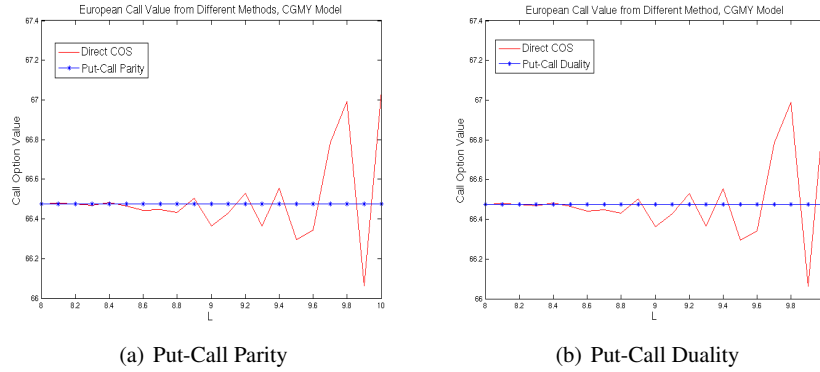 European Call Value from Different Methods, CGMY Model
67.4
67
66.8
66.6
66.4
66.2
66
Call Option Value
Direct COS
Put-Call Parity
8 8.2 8.4 8.6 8.8 9 9.2 9.4 9.6 9.8 10
L
(a) Put-Call Parity
European Call Value from Different Method, CGMY Model
67.4
67
66.8
66.6
66.4
66.2
66
Call Option Value
Direct COS
Put-Call Duality
8 8.2 8.4 8.6 8.8 9 9.2 9.4 9.6 9.8
L
(b) Put-Call Duality